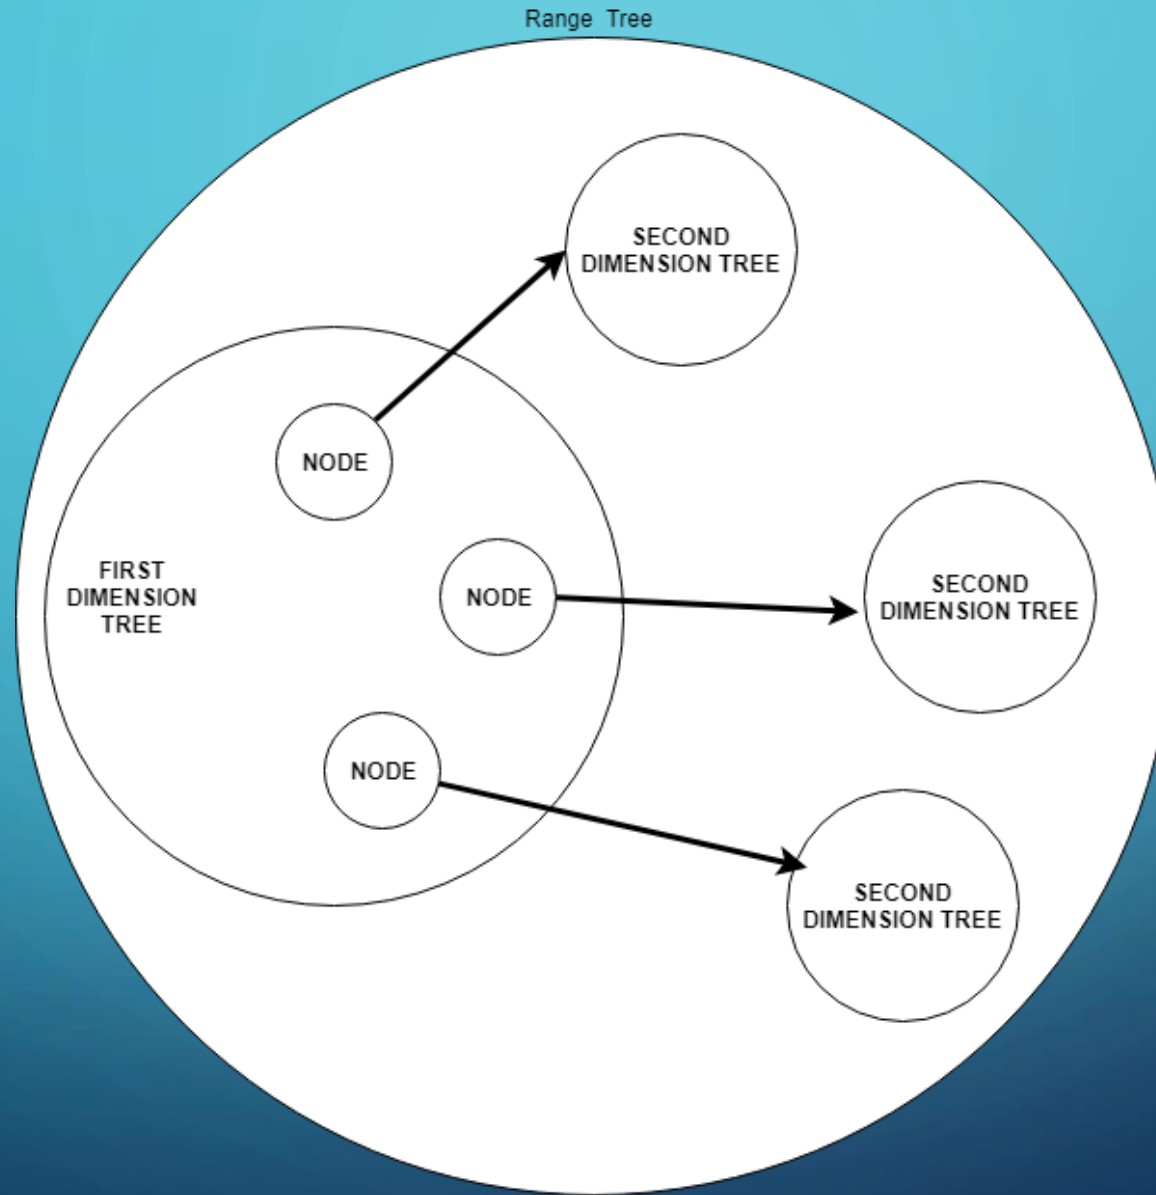 Range Tree
SECOND
DIMENSION TREE
NODE
FIRST
DIMENSION
TREE
NODE
SECOND
DIMENSION TREE
NODE
SECOND
DIMENSION TREE